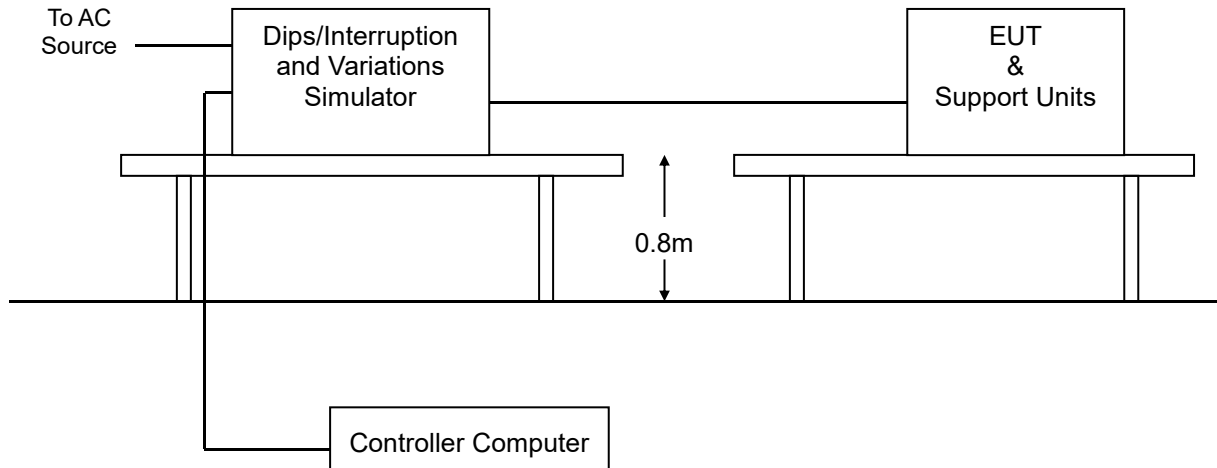 To AC
Source
Dips/Interruption
and Variations
Simulator
EUT
&
Support Units
0.8m
Controller Computer